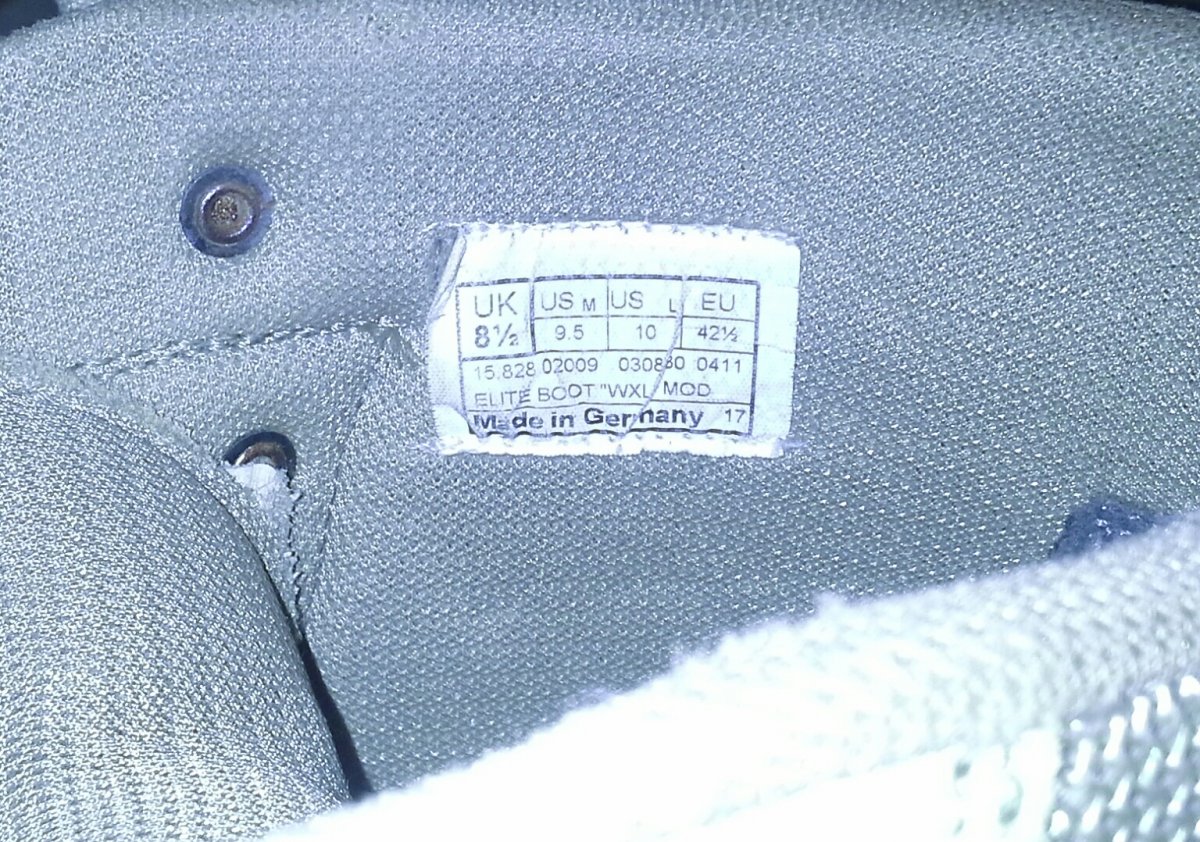 UK US M US L EU
8½ 9.5 10 42½
15.828 02009 030880 0411
ELITE BOOT "WXL MOD
Made in Germany 17